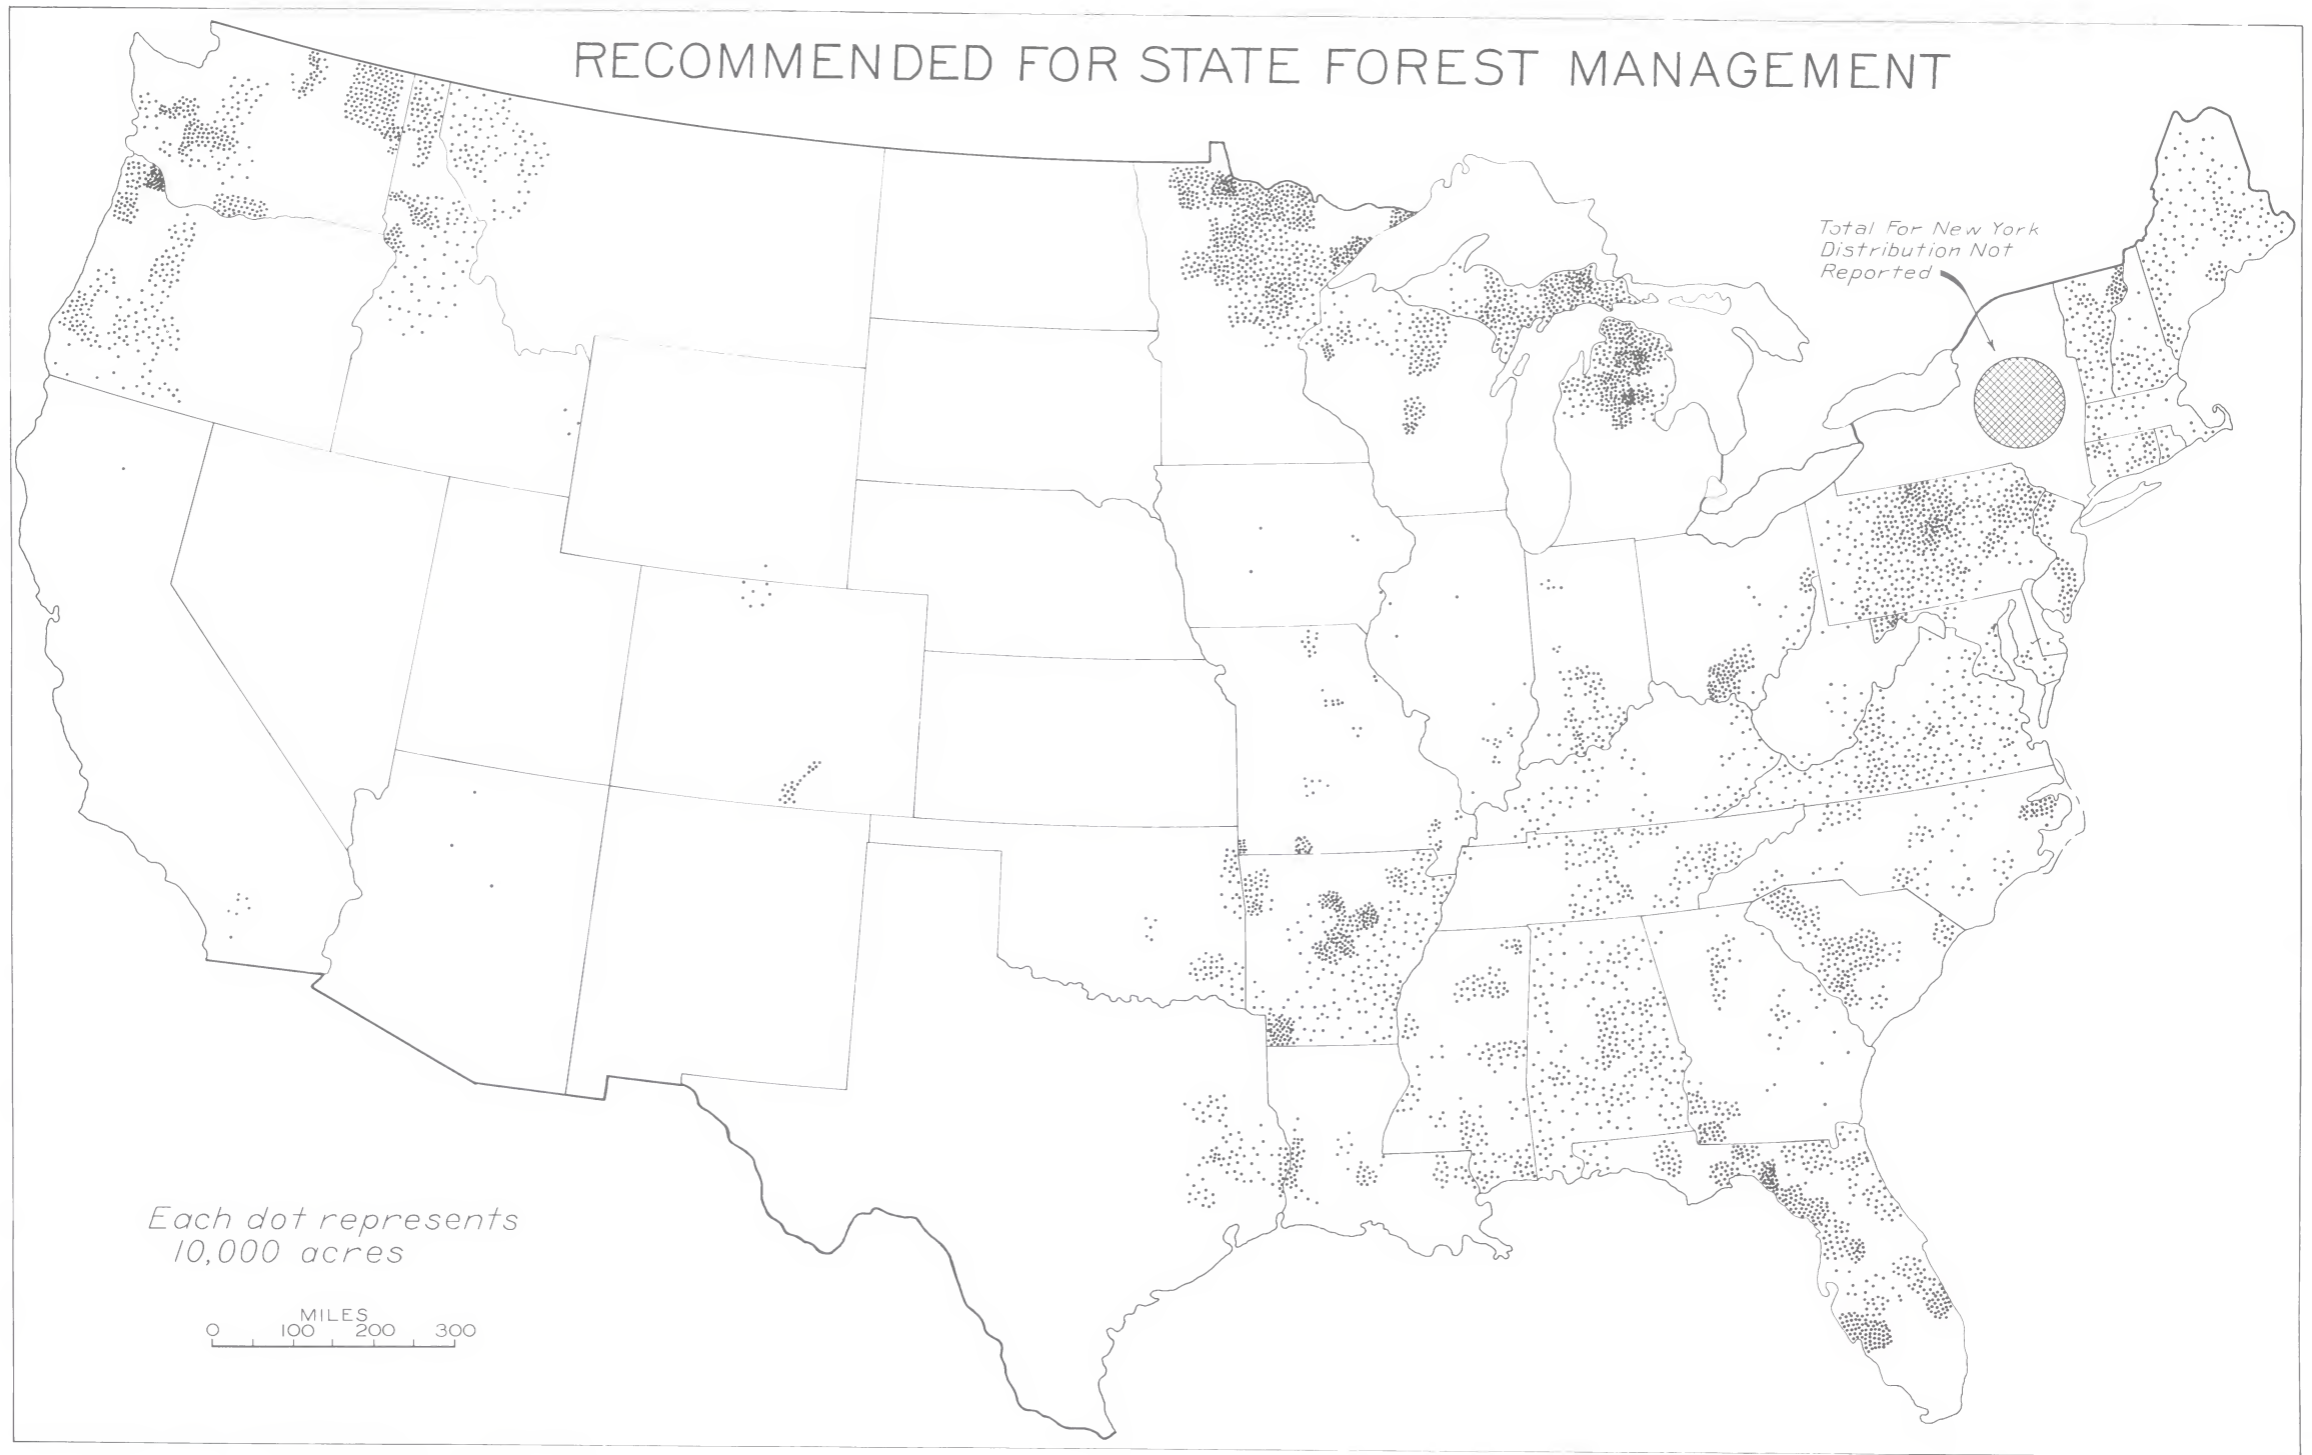 RECOMMENDED FOR STATE FOREST MANAGEMENT
Total For New York
Distribution Not
Reported
Each dot represents
10,000 acres
MILES
0 100 200 300